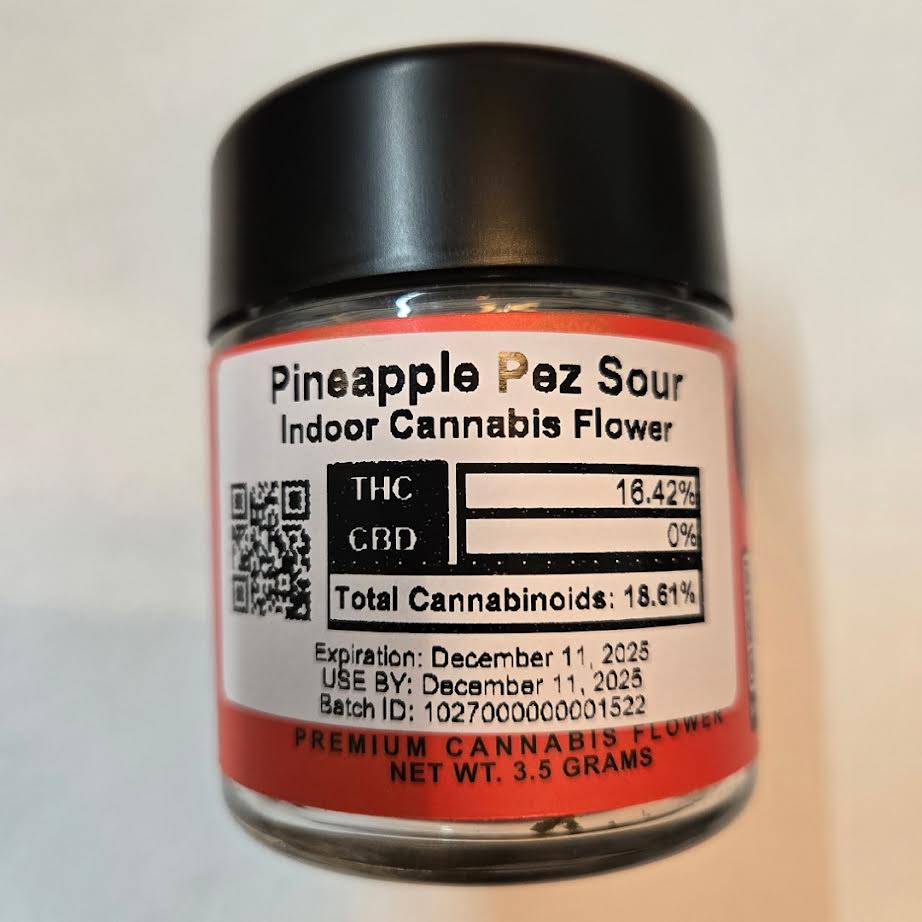 Pineapple Pez Sour
Indoor Cannabis Flower
THC 16.42%
CBD 0%
Total Cannabinoids: 18.61%
Expiration: December 11, 2025
USE BY: December 11, 2025
Batch ID: 1027000000001522
PREMIUM CANNABIS FLOWER
NET WT. 3.5 GRAMS